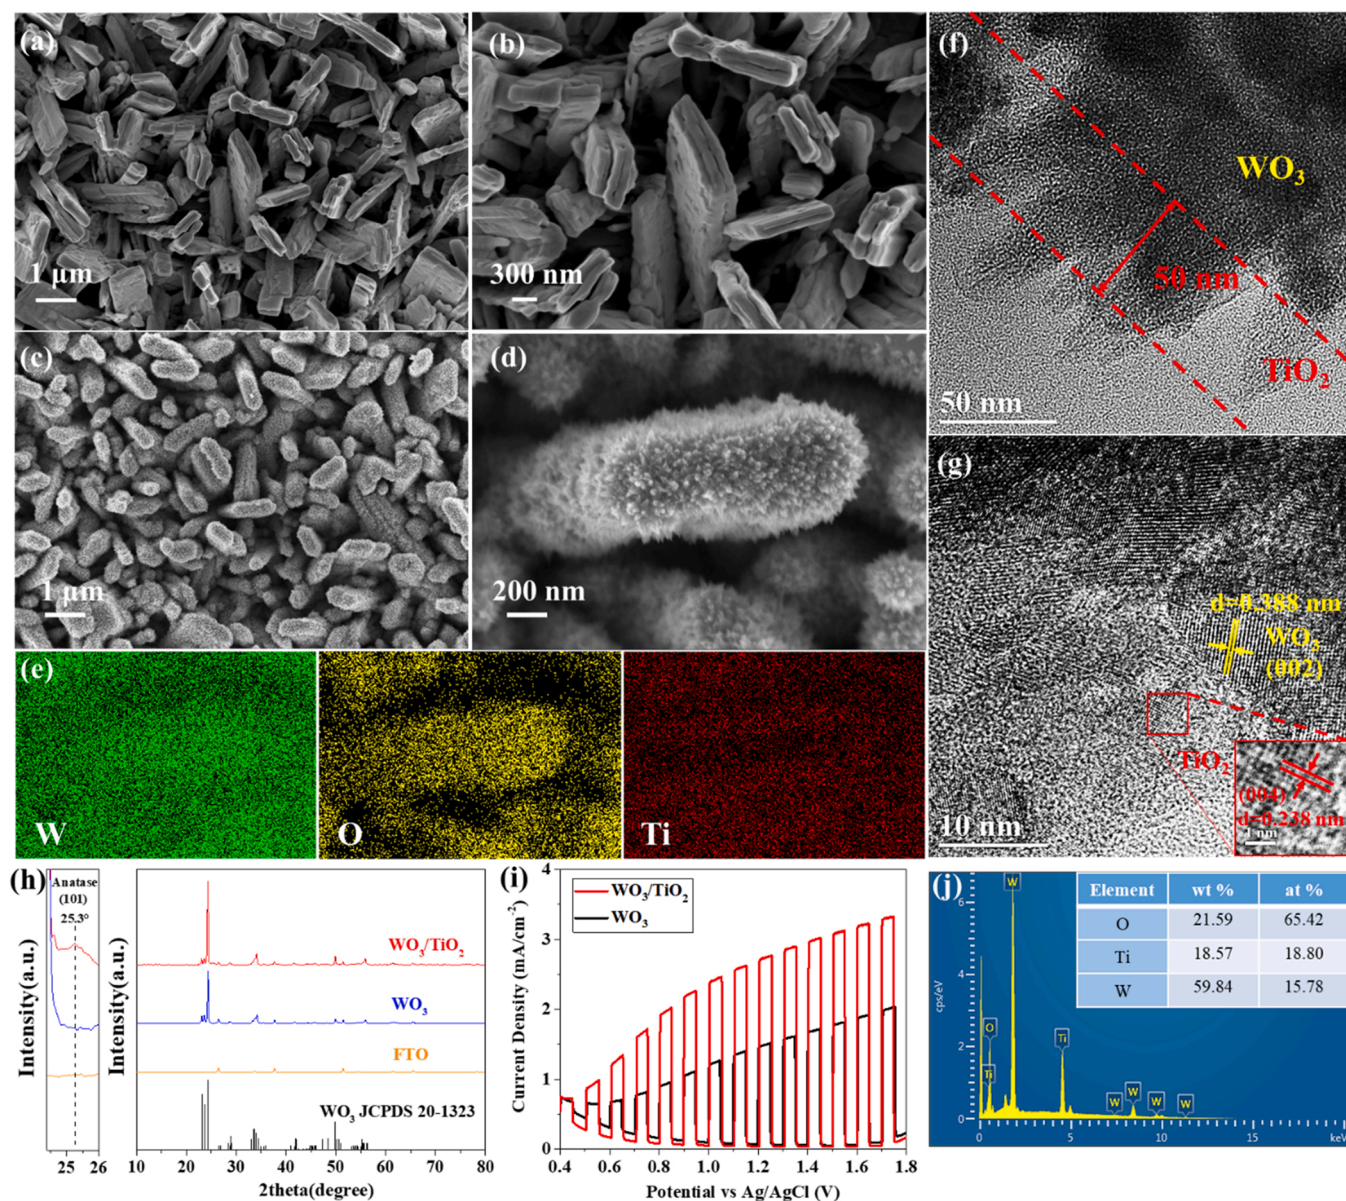 (a)
1 μm
(b)
300 nm
(c)
1 μm
(d)
200 nm
(e)
W
O
Ti
(f)
WO3
50 nm
TiO2
50 nm
(g)
d=0.388 nm
WO3
(002)
TiO2
(004)
d=0.238 nm
1 nm
10 nm
(h)
Anatase
(101)
25.3°
Intensity(a.u.)
25 26
Intensity(a.u.)
WO3/TiO2
WO3
FTO
WO3 JCPDS 20-1323
10 20 30 40 50 60 70 80
2theta(degree)
(i)
WO3/TiO2
WO3
Current Density (mA/cm-2)
4
3
2
1
0
0.4 0.6 0.8 1.0 1.2 1.4 1.6 1.8
Potential vs Ag/AgCl (V)
(j)
Element wt % at %
O 21.59 65.42
Ti 18.57 18.80
W 59.84 15.78
cps/eV
6
4
2
0
W
O
Ti
Ti
W
W
W
W
0 5 10 15
keV